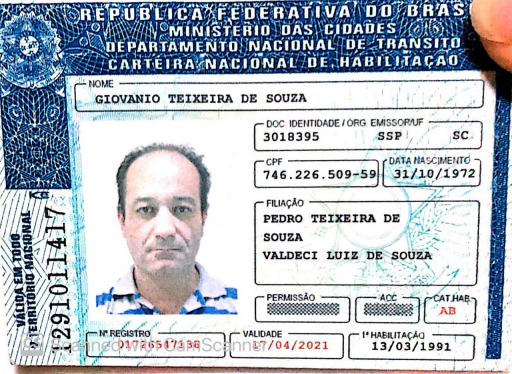 REPÚBLICA FEDERATIVA DO BRAS
MINISTÉRIO DAS CIDADES
DEPARTAMENTO NACIONAL DE TRÂNSITO
CARTEIRA NACIONAL DE HABILITAÇÃO
NOME
GIOVANIO TEIXEIRA DE SOUZA
DOC. IDENTIDADE / ÓRG. EMISSOR/UF
3018395 SSP SC
CPF
746.226.509-59
DATA NASCIMENTO
31/10/1972
FILIAÇÃO
PEDRO TEIXEIRA DE
SOUZA
VALDECI LUIZ DE SOUZA
PERMISSÃO
ACC
CAT.HAB.
AB
Nº REGISTRO
VALIDADE
17/04/2021
1ª HABILITAÇÃO
13/03/1991
VÁLIDA EM TODO
O TERRITÓRIO NACIONAL
1291011417
Scanned with CamScanner